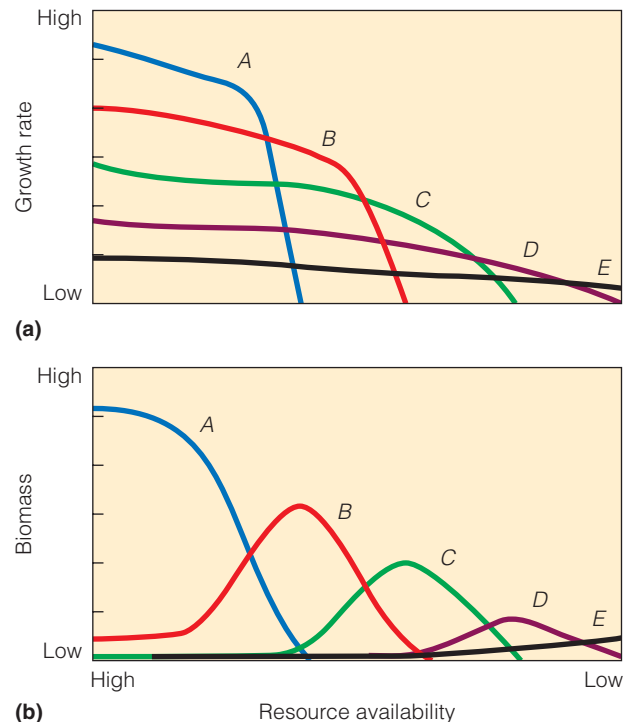 High
Growth rate
A
B
C
D
E
Low
(a)
High
Biomass
A
B
C
D
E
Low
High
Low
(b)
Resource availability